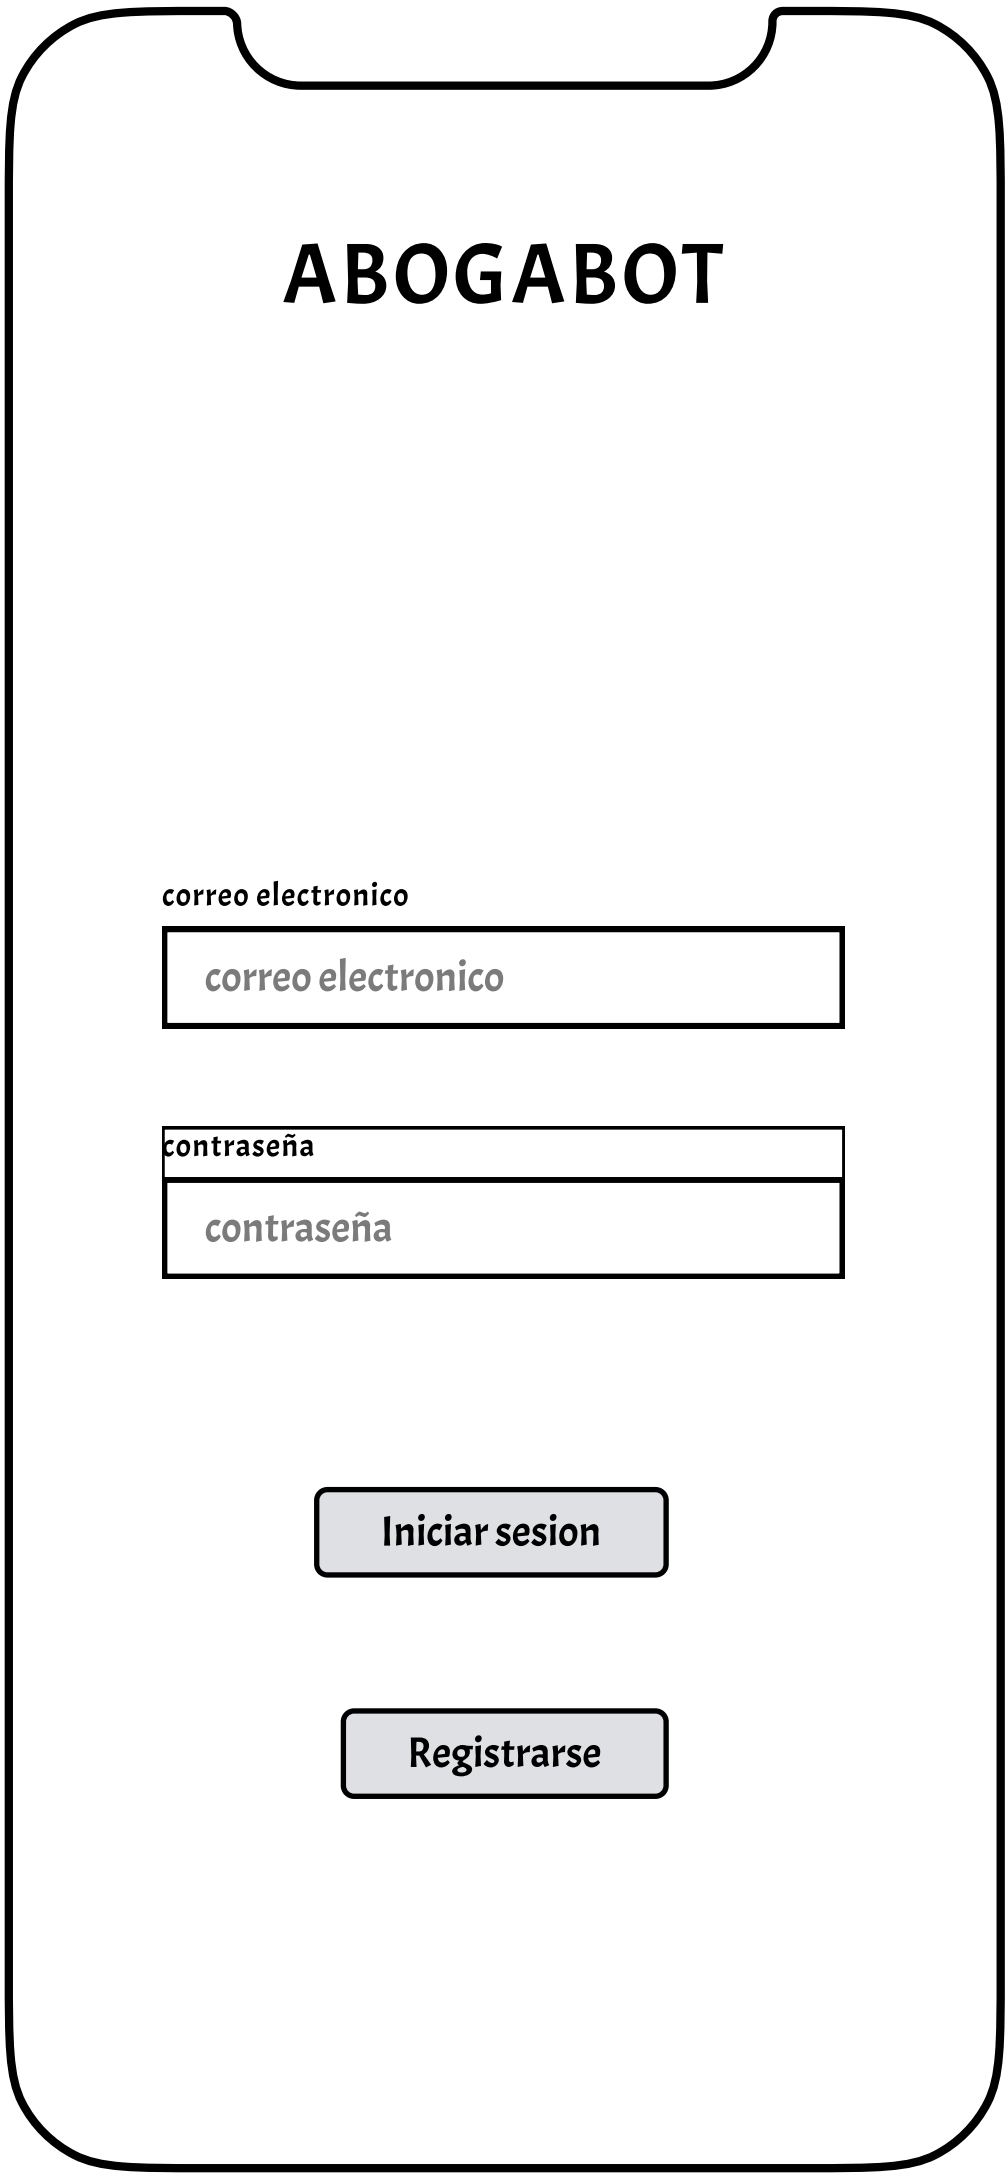 ABOGABOT
correo electronico
correo electronico
contraseña
contraseña
Iniciar sesion
Registrarse